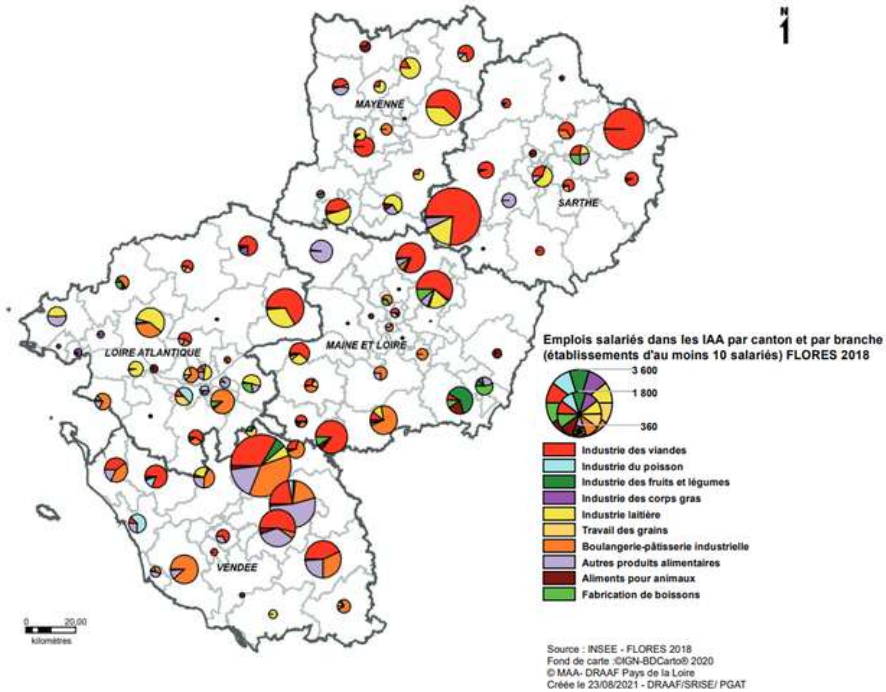 N
MAYENNE
SARTHE
LOIRE ATLANTIQUE
MAINE ET LOIRE
VENDEE
Emplois salariés dans les IAA par canton et par branche
(établissements d'au moins 10 salariés) FLORES 2018
3 600
1 800
360
Industrie des viandes
Industrie du poisson
Industrie des fruits et légumes
Industrie des corps gras
Industrie laitière
Travail des grains
Boulangerie-pâtisserie industrielle
Autres produits alimentaires
Aliments pour animaux
Fabrication de boissons
0 20,00
kilomètres
Source : INSEE - FLORES 2018
Fond de carte :©IGN-BDCarto® 2020
© MAA- DRAAF Pays de la Loire
Créée le 23/08/2021 - DRAAF/SRISE/ PGAT